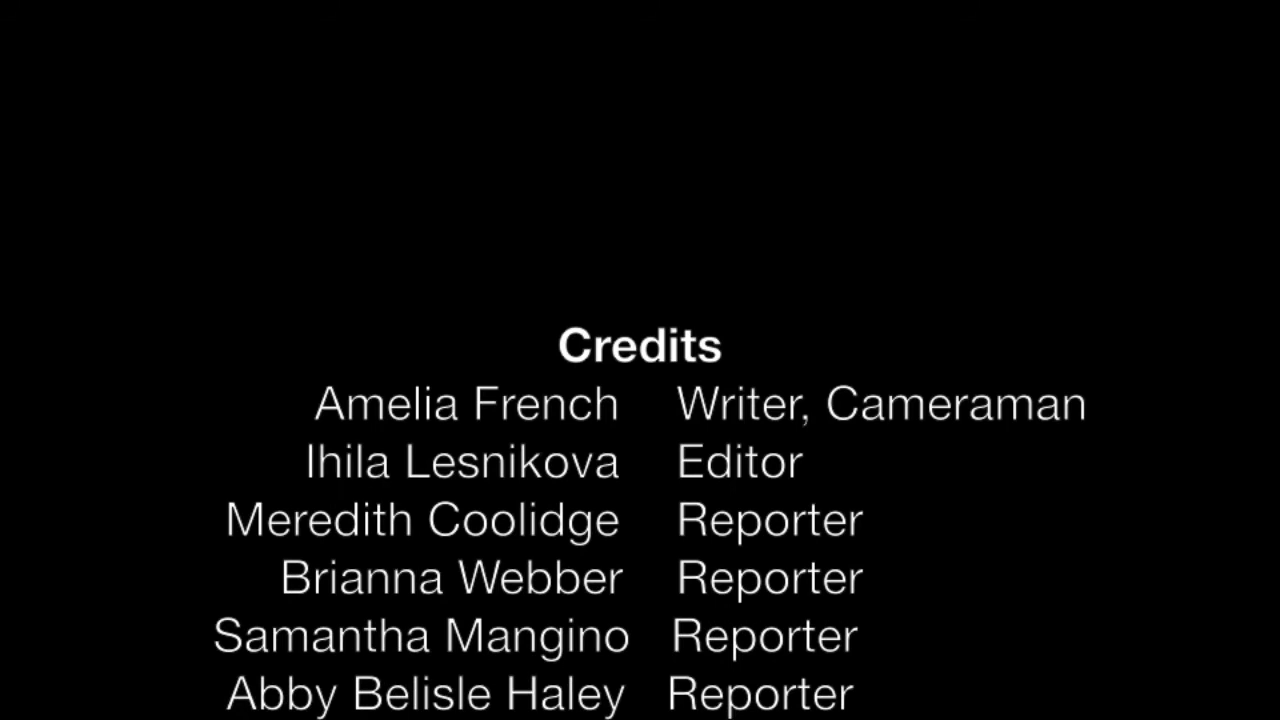 Credits
Amelia French Writer, Cameraman
Ihila Lesnikova Editor
Meredith Coolidge Reporter
Brianna Webber Reporter
Samantha Mangino Reporter
Abby Belisle Haley Reporter